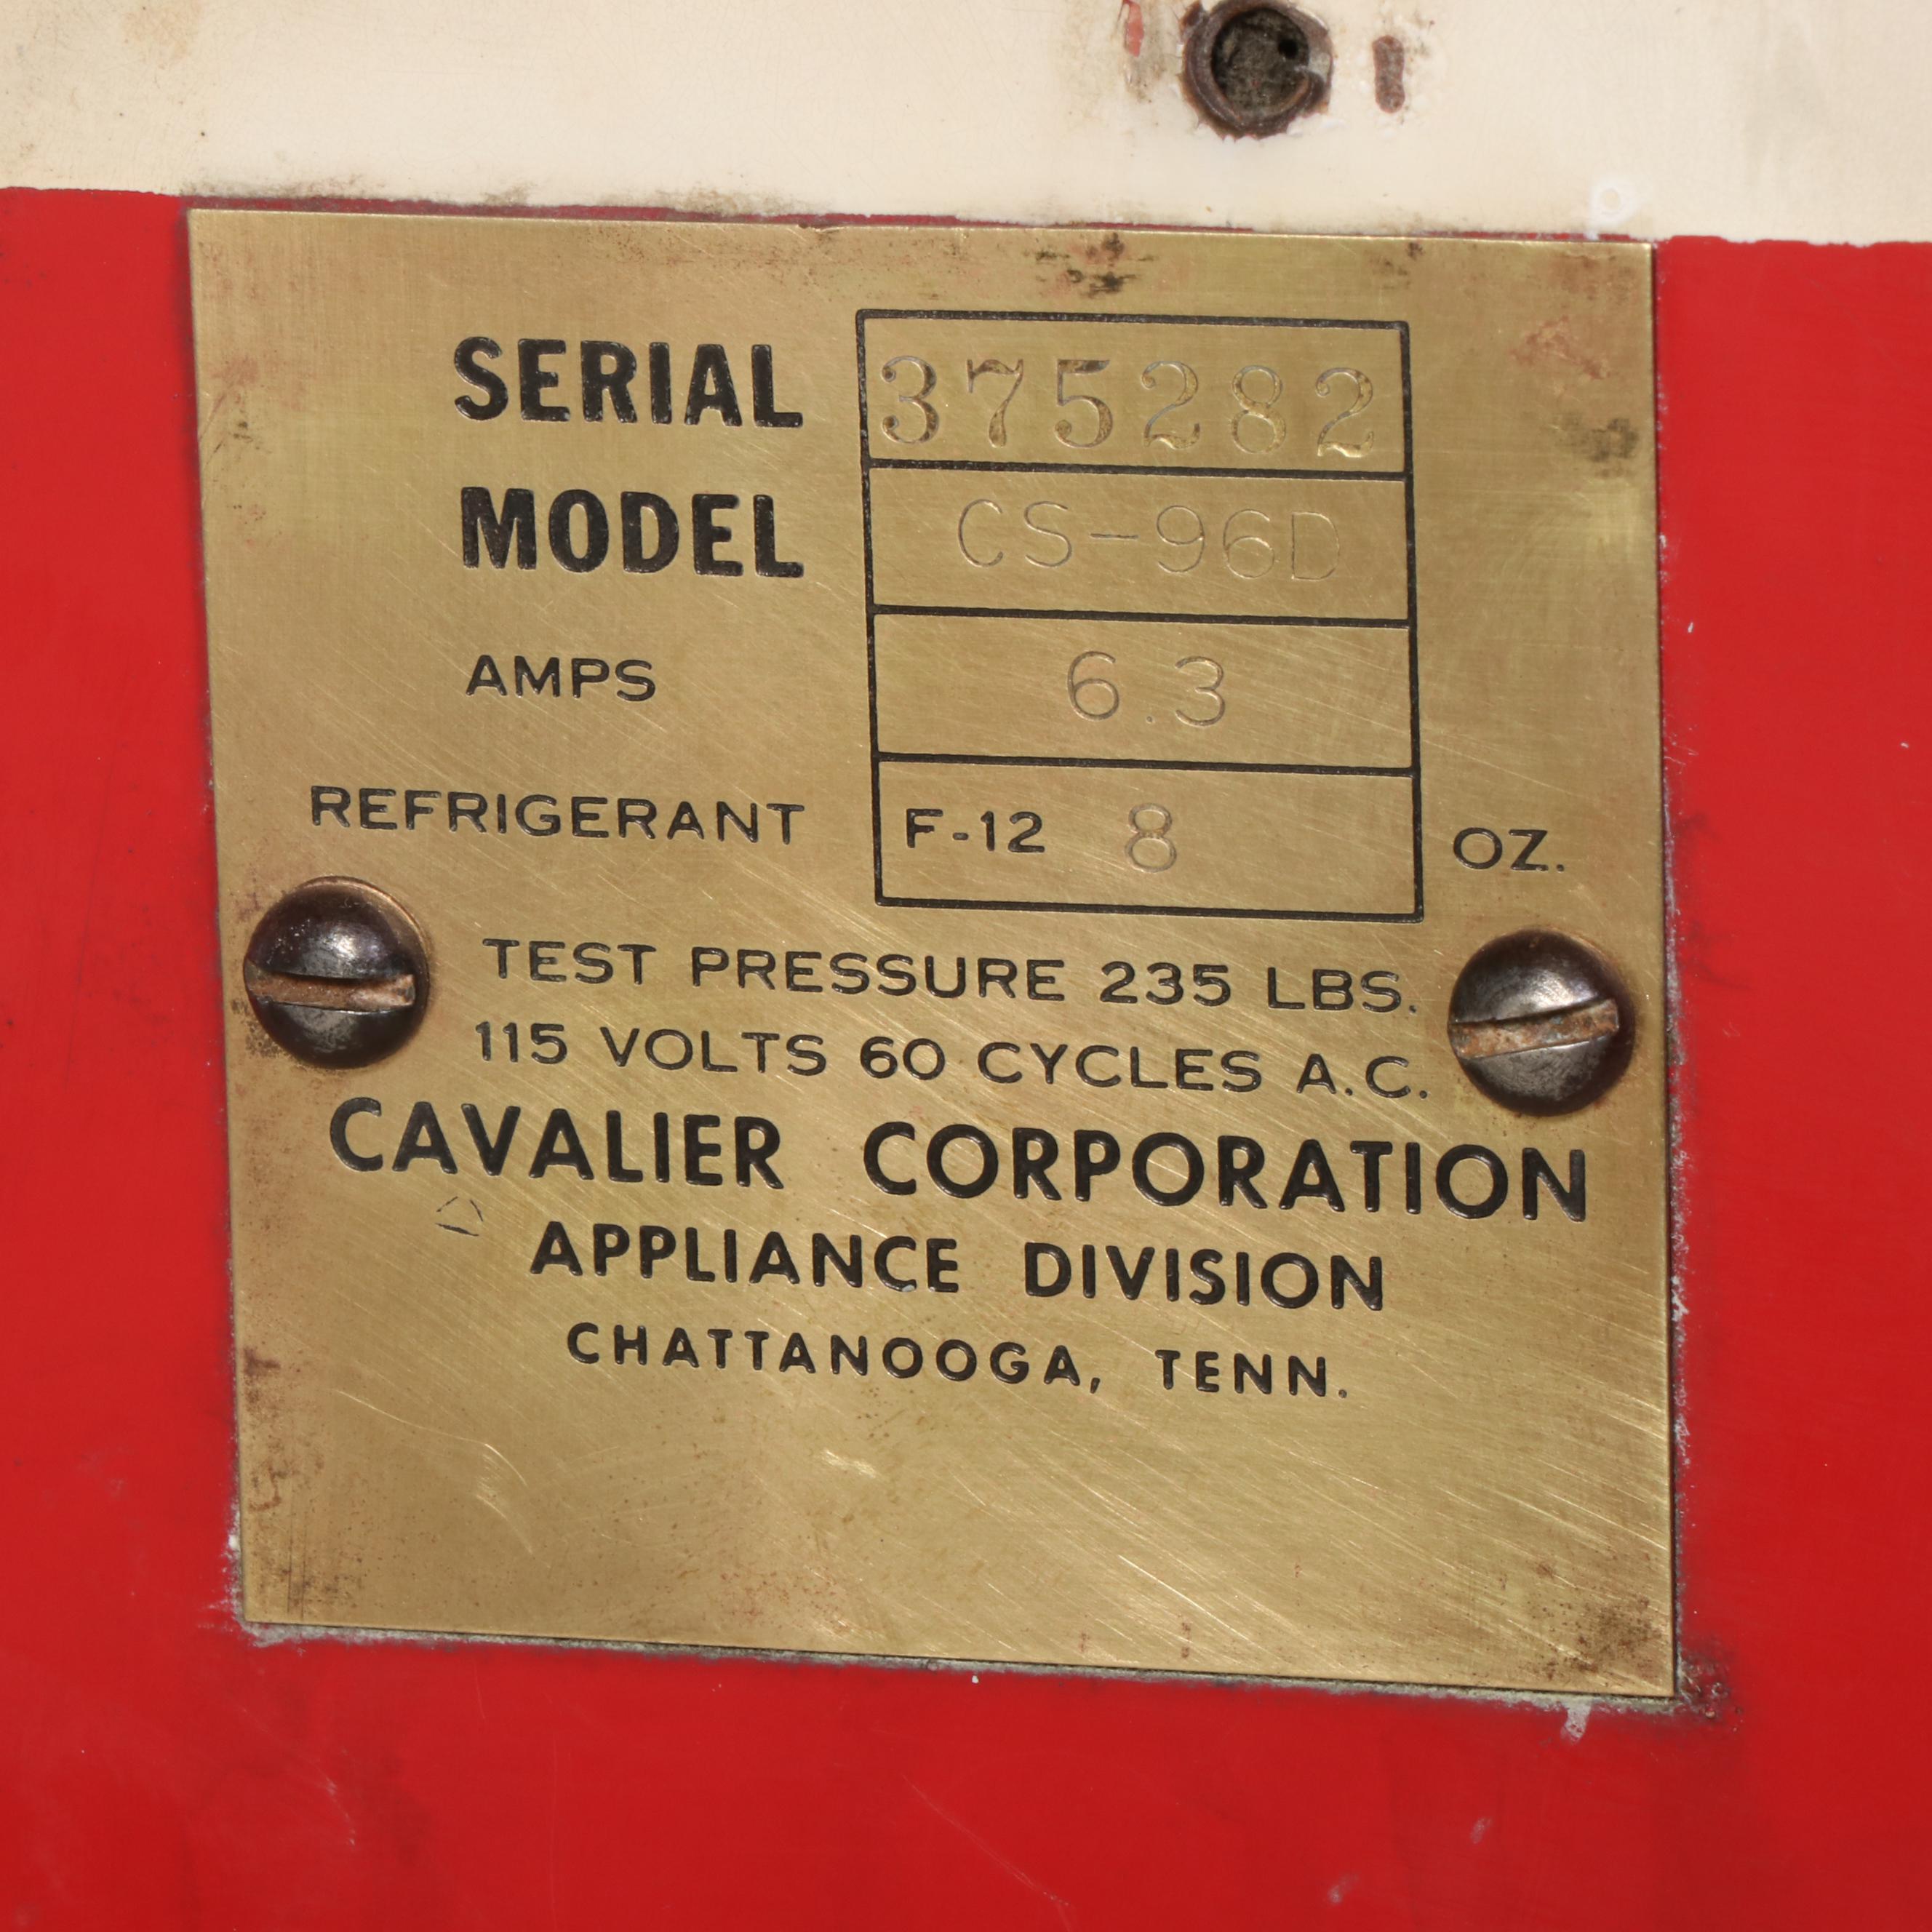 SERIAL 375282
MODEL CS-96D
AMPS 6.3
REFRIGERANT F-12 8 OZ.
TEST PRESSURE 235 LBS.
115 VOLTS 60 CYCLES A.C.
CAVALIER CORPORATION
APPLIANCE DIVISION
CHATTANOOGA, TENN.